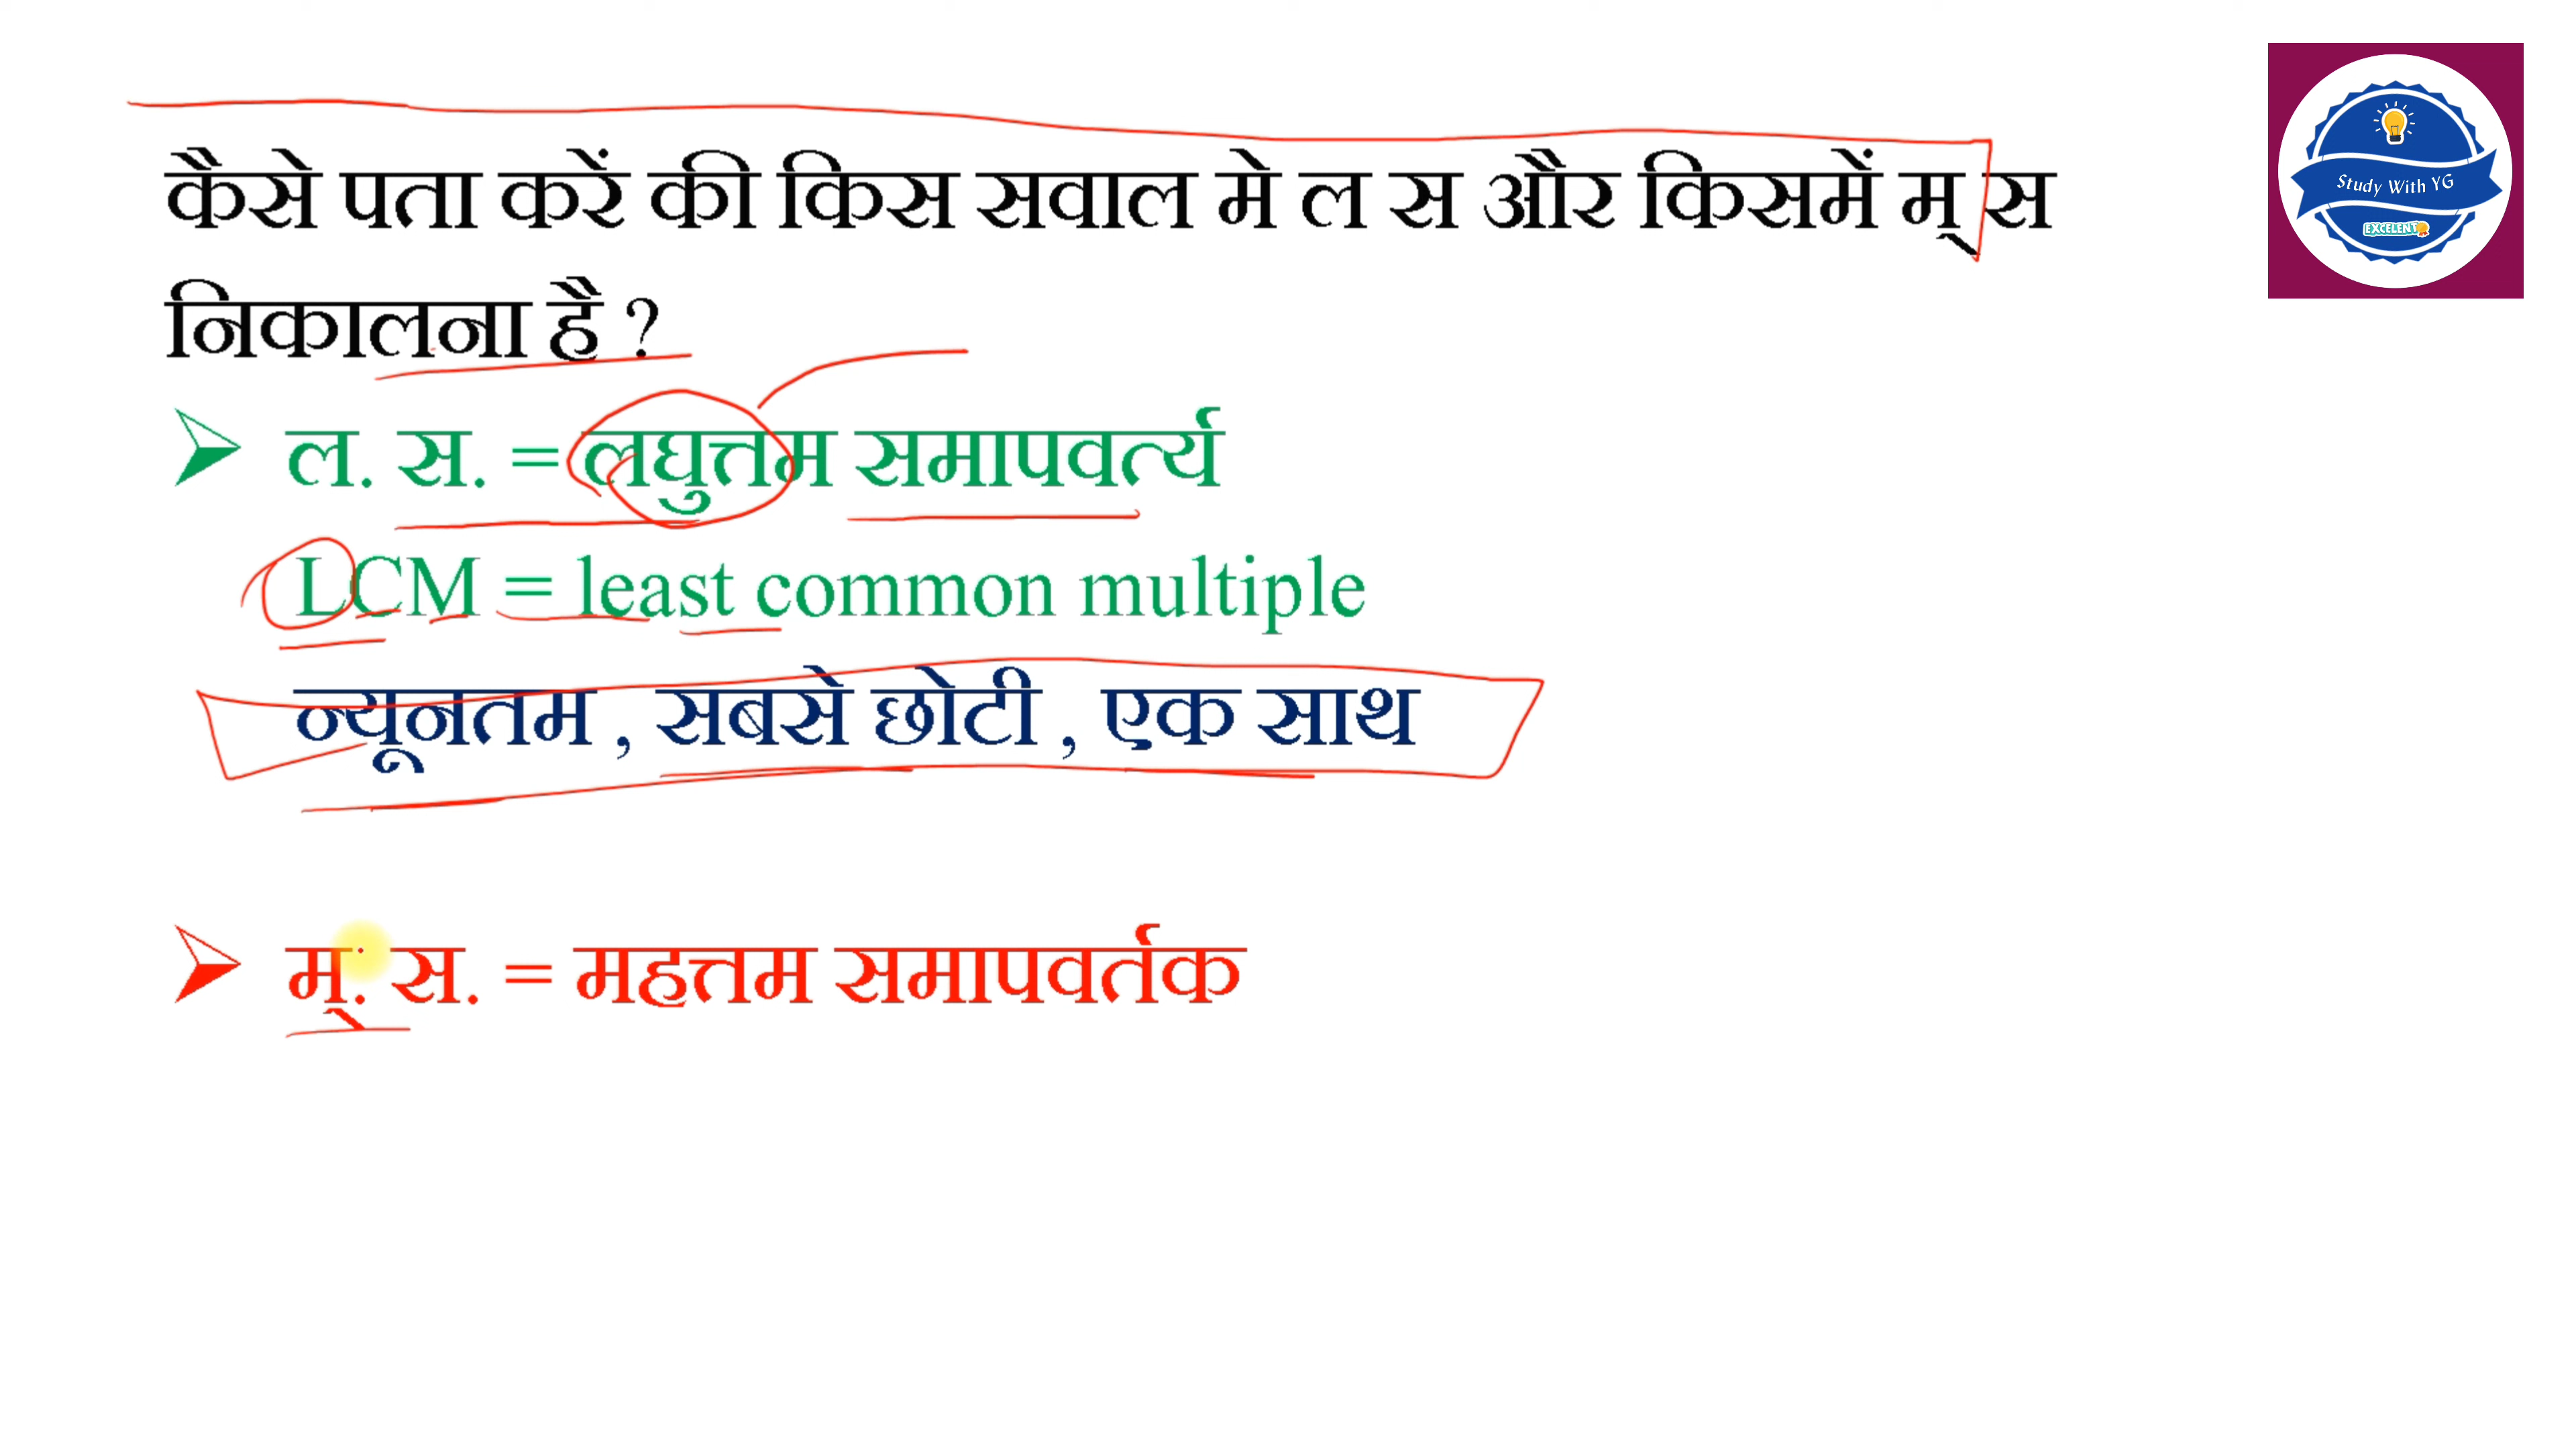 कैसे पता करें की किस सवाल मे ल स और किसमें म् स
निकालना है ?
ल. स. = लघुत्तम समापवर्त्य
LCM = least common multiple
न्यूनतम , सबसे छोटी , एक साथ
म्. स. = महत्तम समापवर्तक
Study With YG
EXCELENT